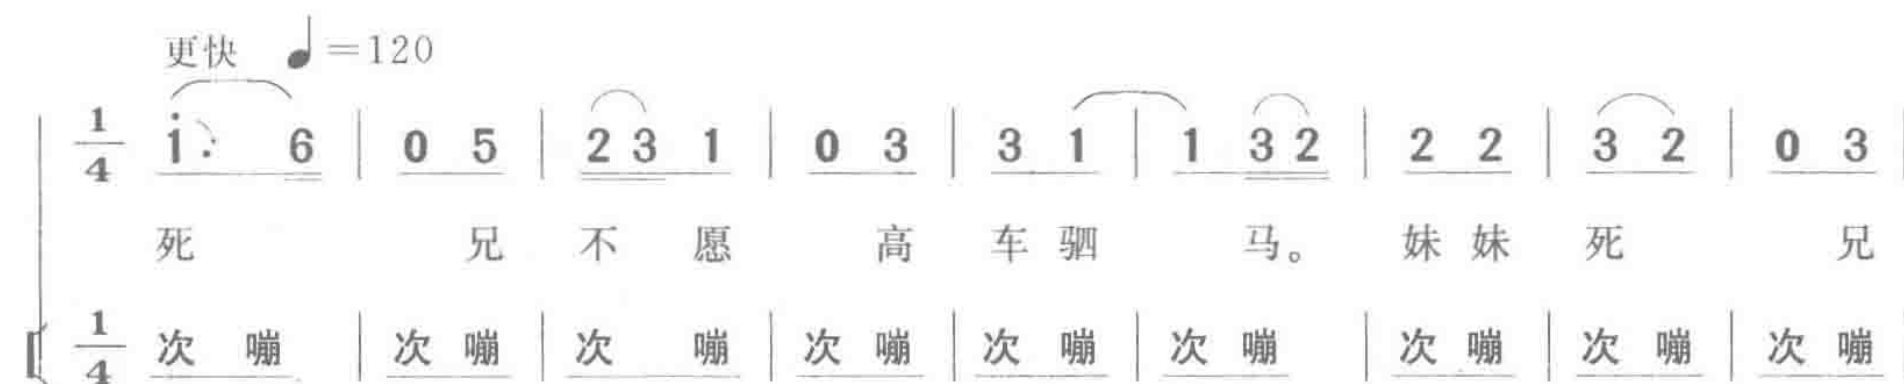 更快 ♩=120
1/4 i. 6 | 0 5 | 2 3 1 | 0 3 | 3 1 | 1 3 2 | 2 2 | 3 2 | 0 3 |
死 兄 不 愿 高 车 驷 马。 妹 妹 死 兄
1/4 次 嘣 | 次 嘣 | 次 嘣 | 次 嘣 | 次 嘣 | 次 嘣 | 次 嘣 | 次 嘣 | 次 嘣